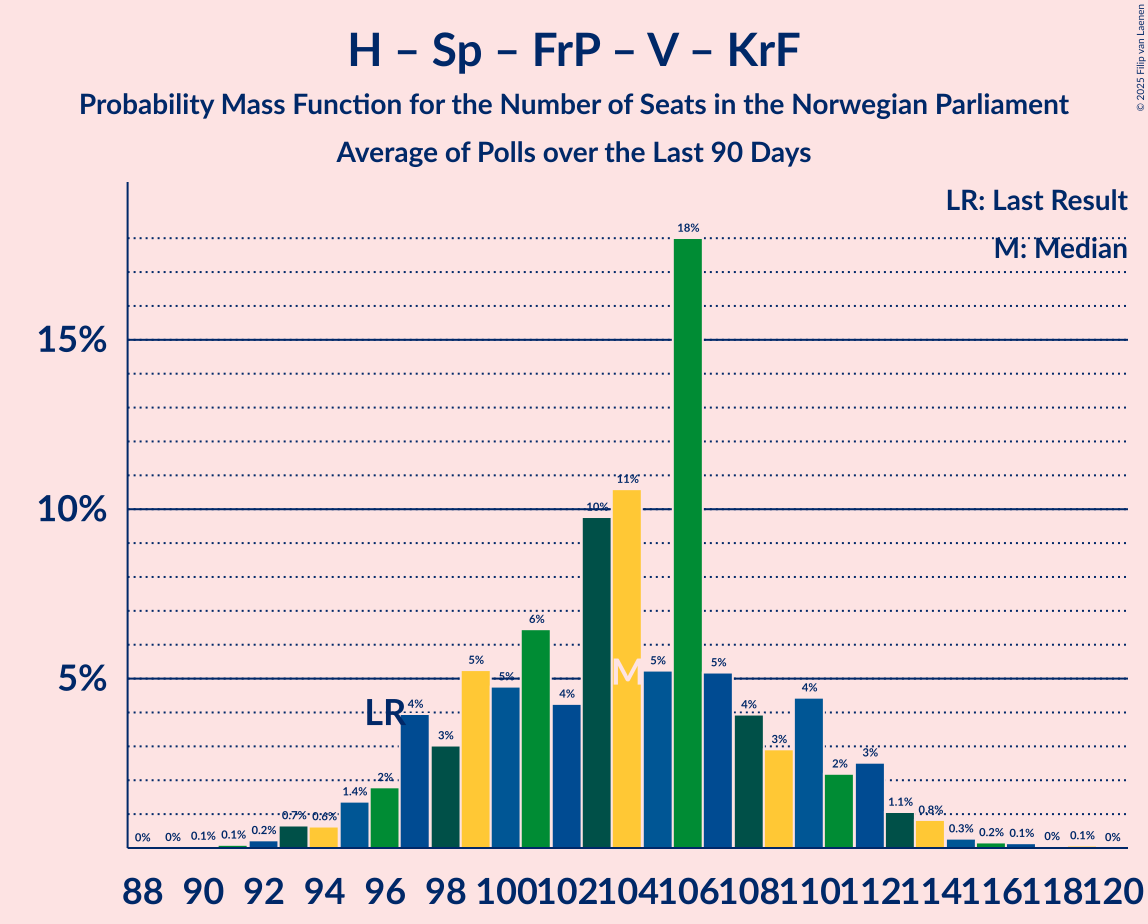 H – Sp – FrP – V – KrF
Probability Mass Function for the Number of Seats in the Norwegian Parliament
Average of Polls over the Last 90 Days
© 2025 Filip van Laenen
LR: Last Result
M: Median
15%
10%
5%
0% 0% 0.1% 0.1% 0.2% 0.7% 0.6% 1.4% 2% 4% 3% 5% 5% 6% 4% 10% 11% 5% 18% 5% 4% 3% 4% 2% 3% 1.1% 0.8% 0.3% 0.2% 0.1% 0% 0.1% 0%
LR
M
88 90 92 94 96 98 100 102 104 106 108 110 112 114 116 118 120